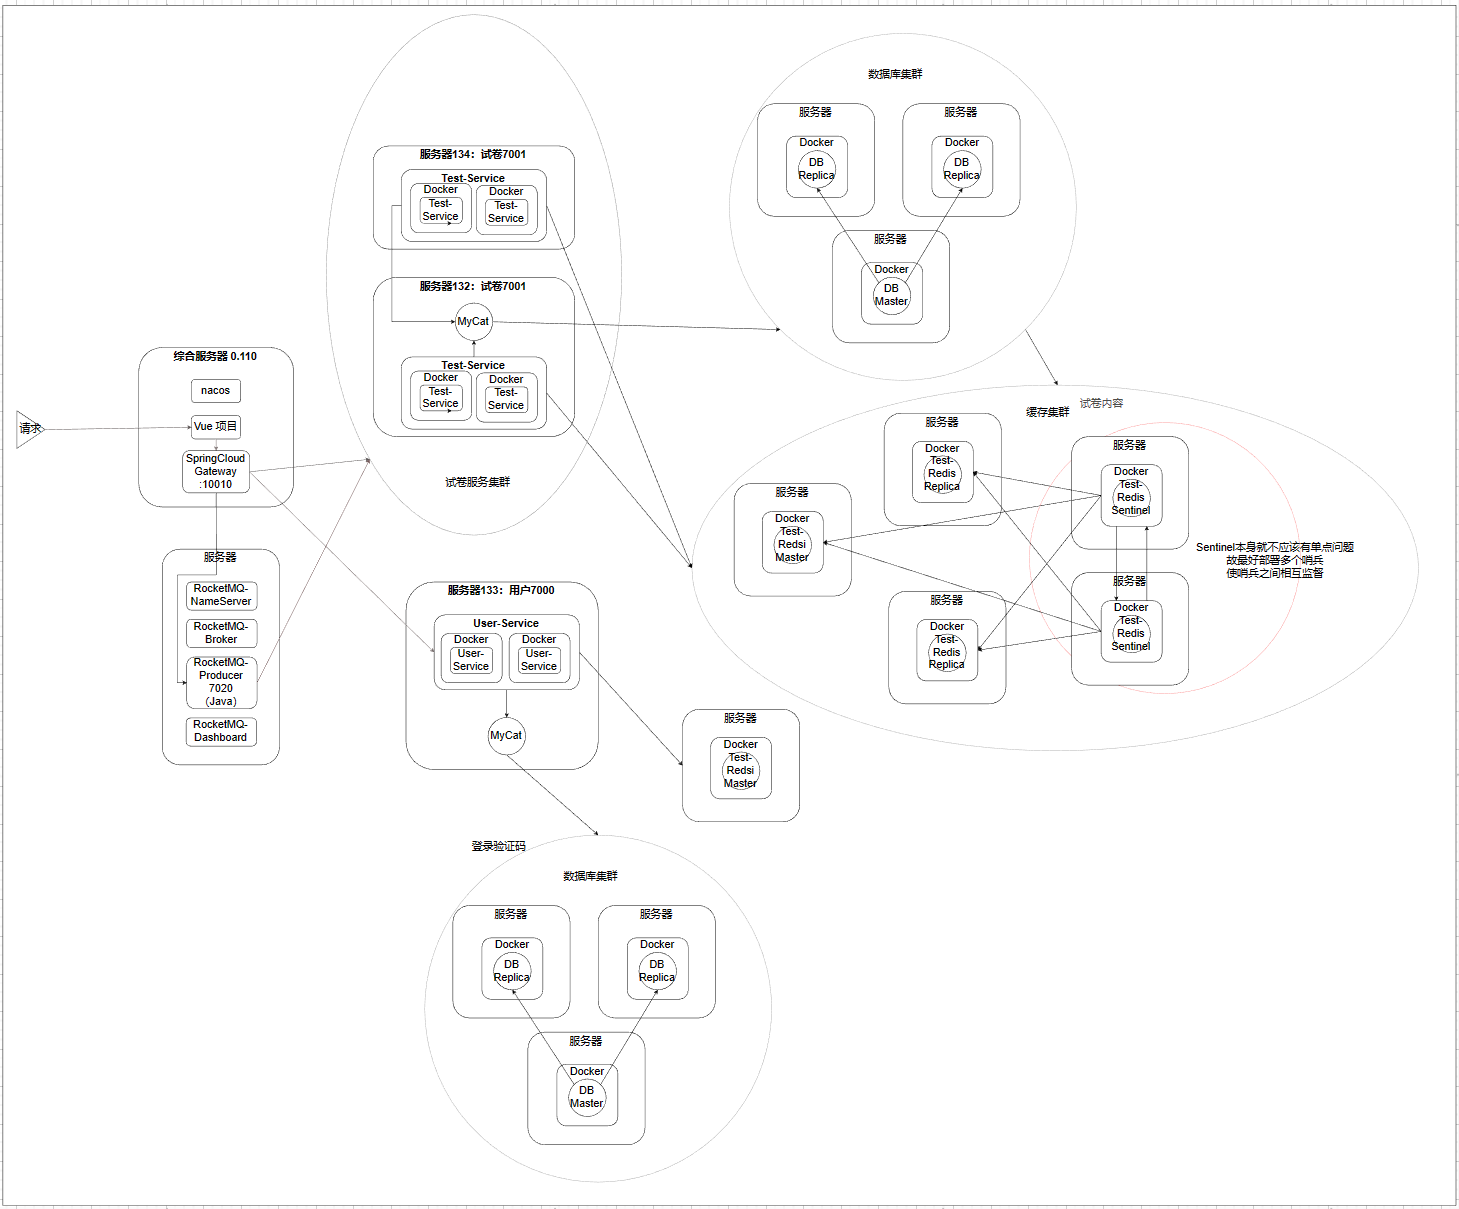 请求
综合服务器 0.110
nacos
Vue 项目
SpringCloud
Gateway
:10010
服务器
RocketMQ-
NameServer
RocketMQ-
Broker
RocketMQ-
Producer
7020
(Java)
RocketMQ-
Dashboard
服务器134：试卷7001
Test-Service
Docker
Test-
Service
Docker
Test-
Service
服务器132：试卷7001
MyCat
Test-Service
Docker
Test-
Service
Docker
Test-
Service
试卷服务集群
服务器133：用户7000
User-Service
Docker
User-
Service
Docker
User-
Service
MyCat
数据库集群
服务器
Docker
DB
Replica
服务器
Docker
DB
Replica
服务器
Docker
DB
Master
试卷内容
缓存集群
服务器
Docker
Test-
Redis
Replica
服务器
Docker
Test-
Redsi
Master
服务器
Docker
Test-
Redis
Replica
服务器
Docker
Test-
Redis
Sentinel
Sentinel本身就不应该有单点问题
故最好部署多个哨兵
使哨兵之间相互监督
服务器
Docker
Test-
Redis
Sentinel
服务器
Docker
Test-
Redsi
Master
登录验证码
数据库集群
服务器
Docker
DB
Replica
服务器
Docker
DB
Replica
服务器
Docker
DB
Master